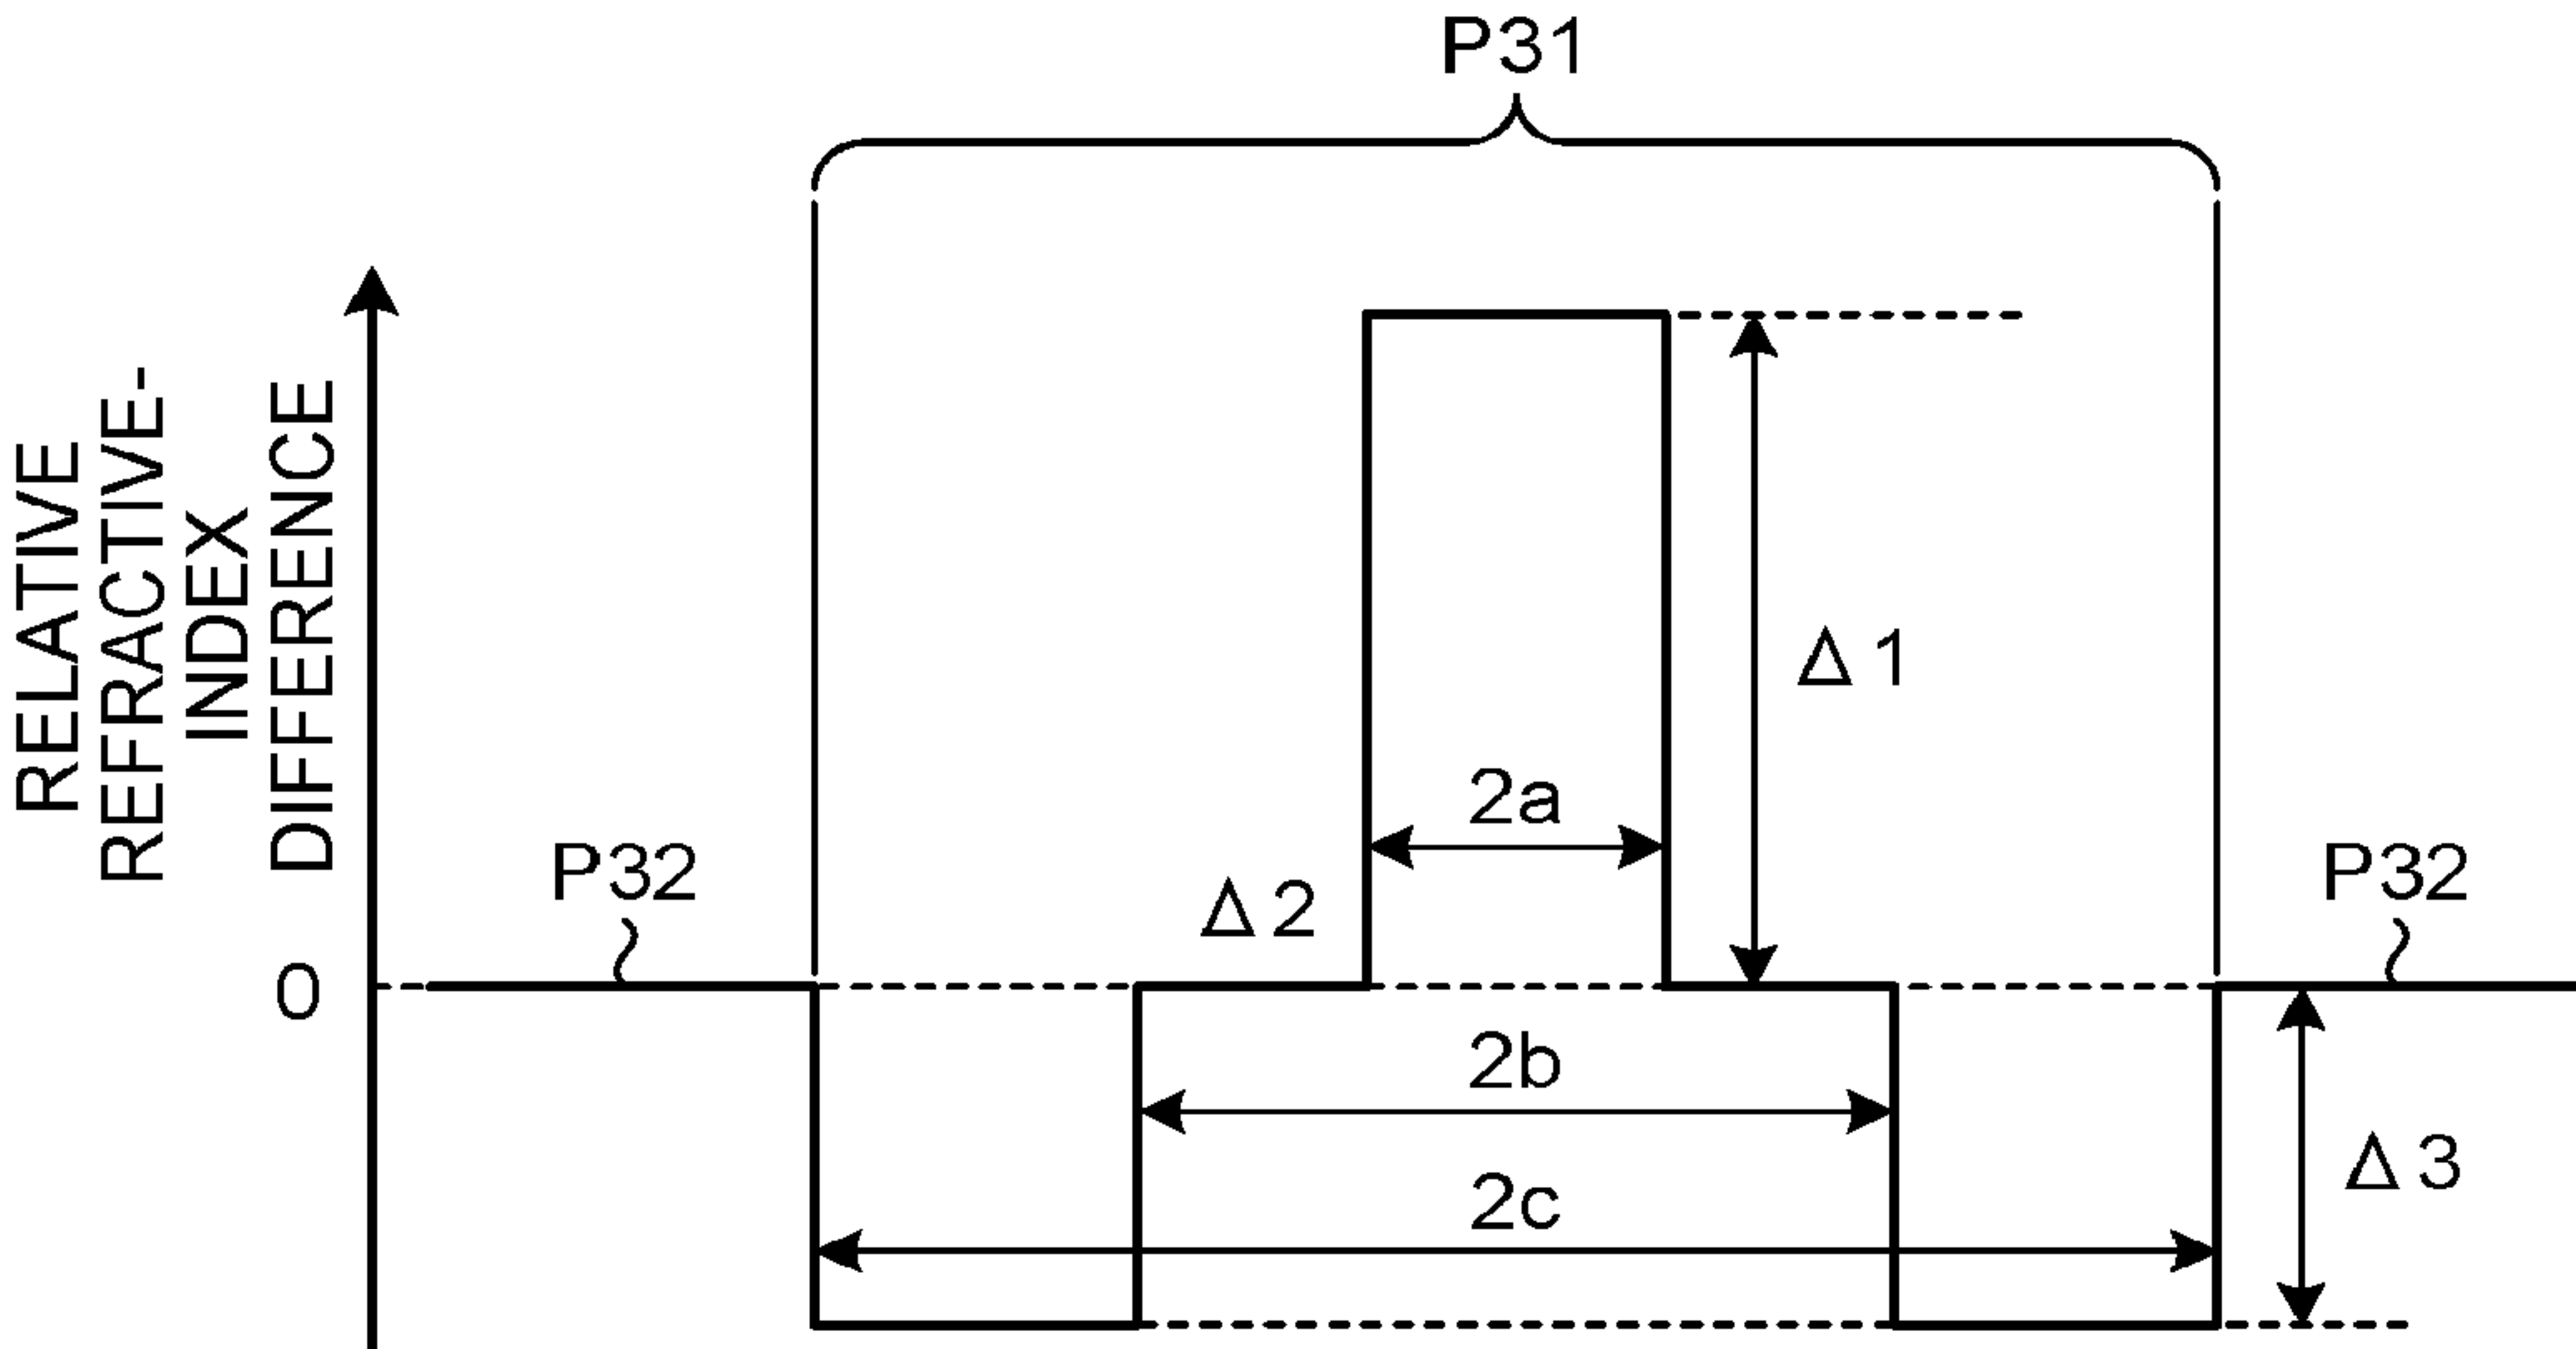 P31
RELATIVE
REFRACTIVE-
INDEX
DIFFERENCE
Δ1
2a
P32
Δ2
P32
0
2b
Δ3
2c